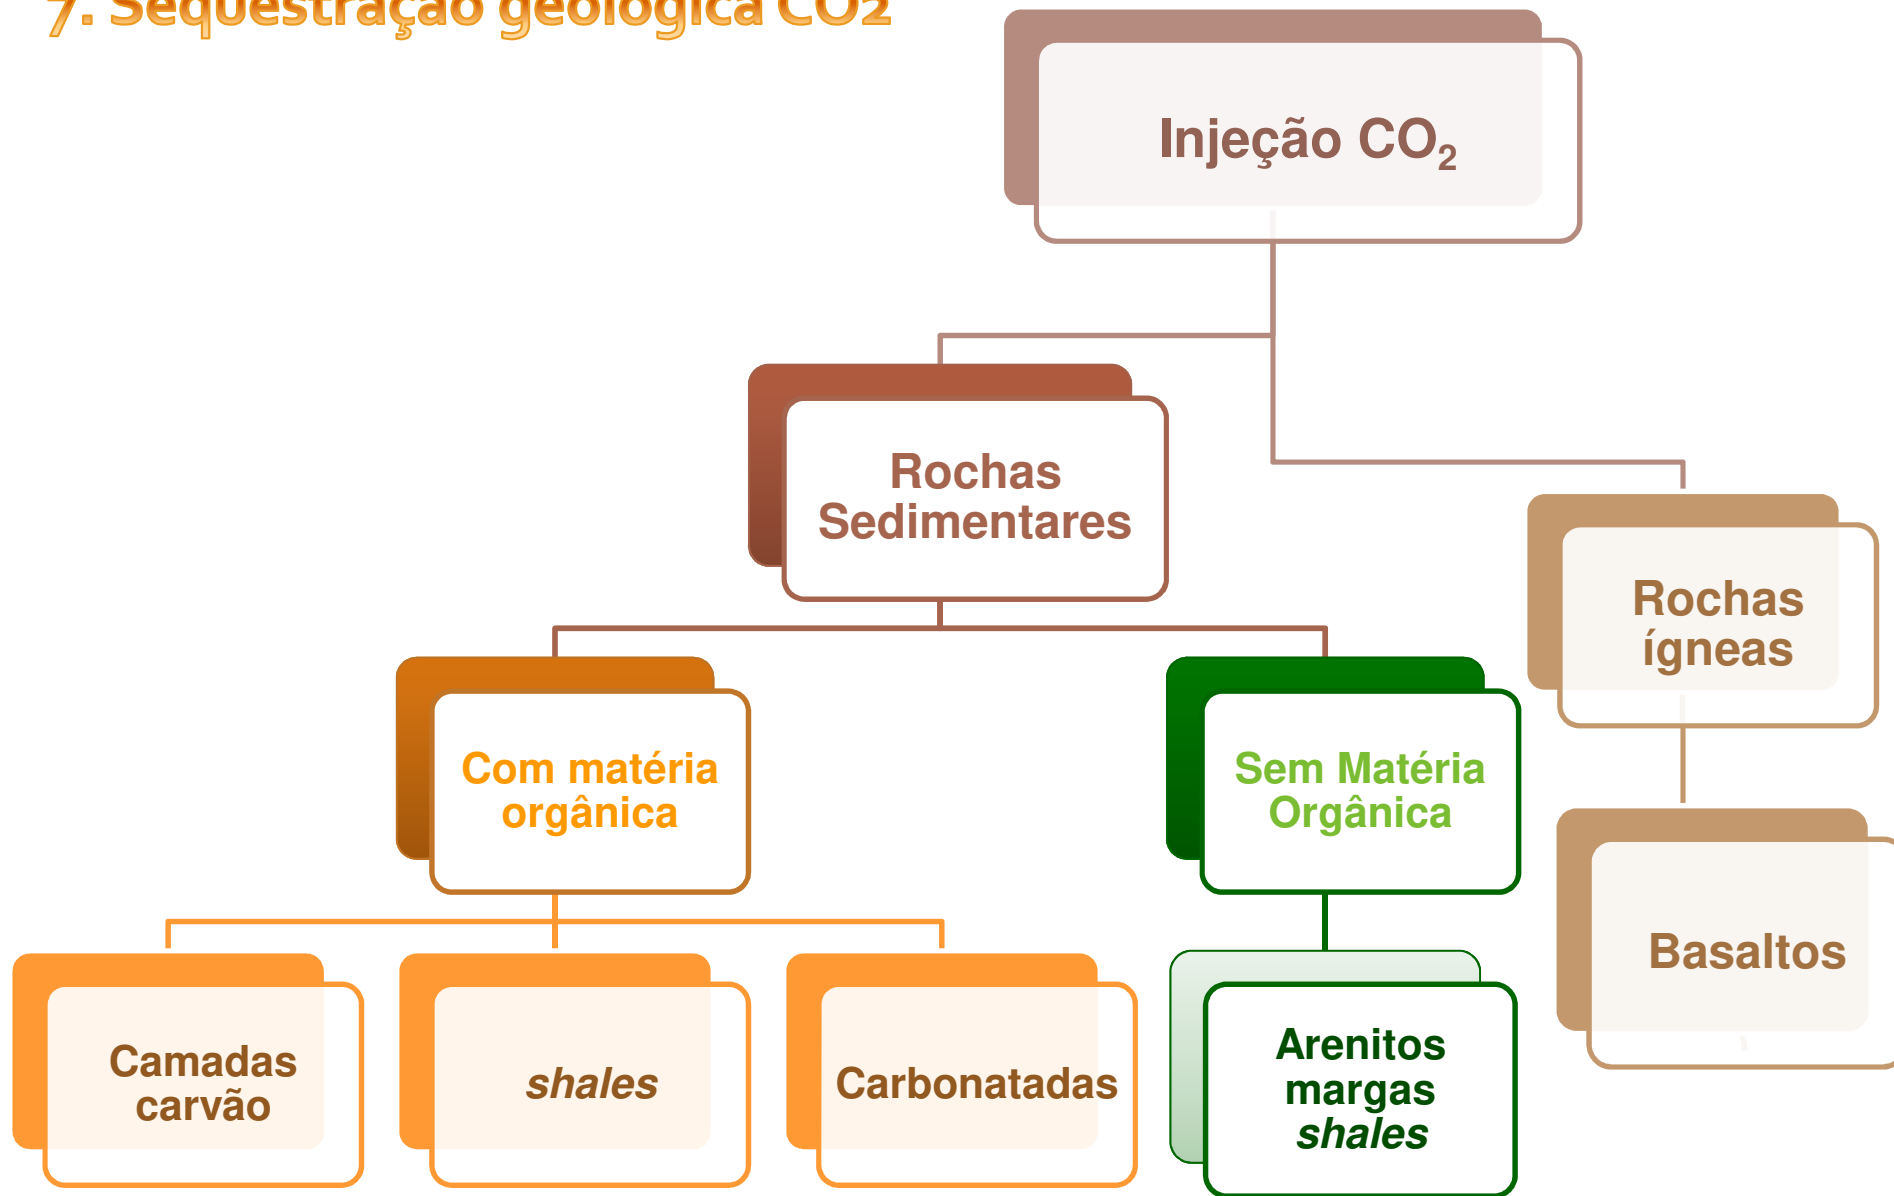 7. Sequestração geológica CO2
Injeção CO₂
Rochas
Sedimentares
Rochas
ígneas
Com matéria
orgânica
Sem Matéria
Orgânica
Basaltos
Camadas
carvão
shales
Carbonatadas
Arenitos
margas
shales